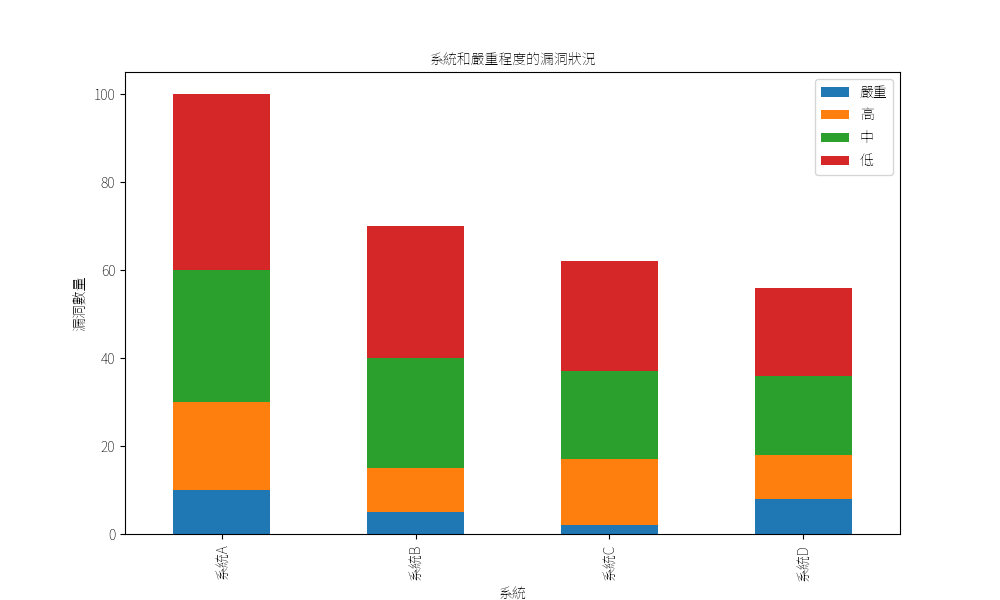 系統和嚴重程度的漏洞狀況
嚴重
高
中
低
漏洞數量
100
80
60
40
20
0
系統A
系統B
系統C
系統D
系統